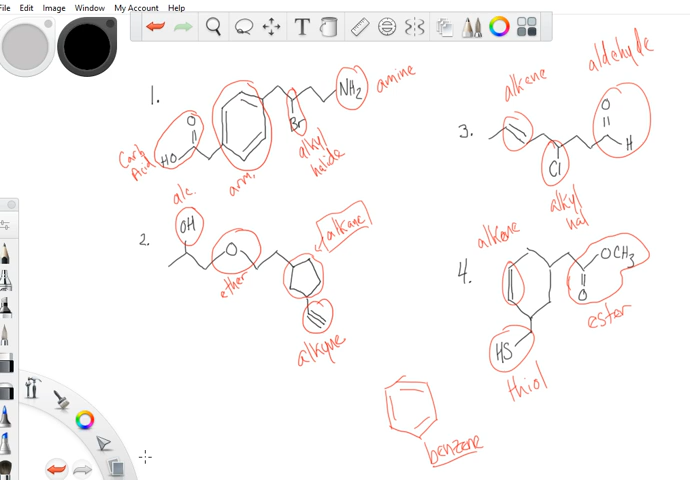 File Edit Image Window My Account Help
1.
O
HO
Carb
Acid
arm.
Br
alkyl
halide
NH2
amine
2.
alc.
OH
O
ether
alkane
alkyne
3.
alkene
aldehyde
O
H
Cl
alkyl
hal
4.
alkene
OCH3
O
ester
HS
thiol
benzene